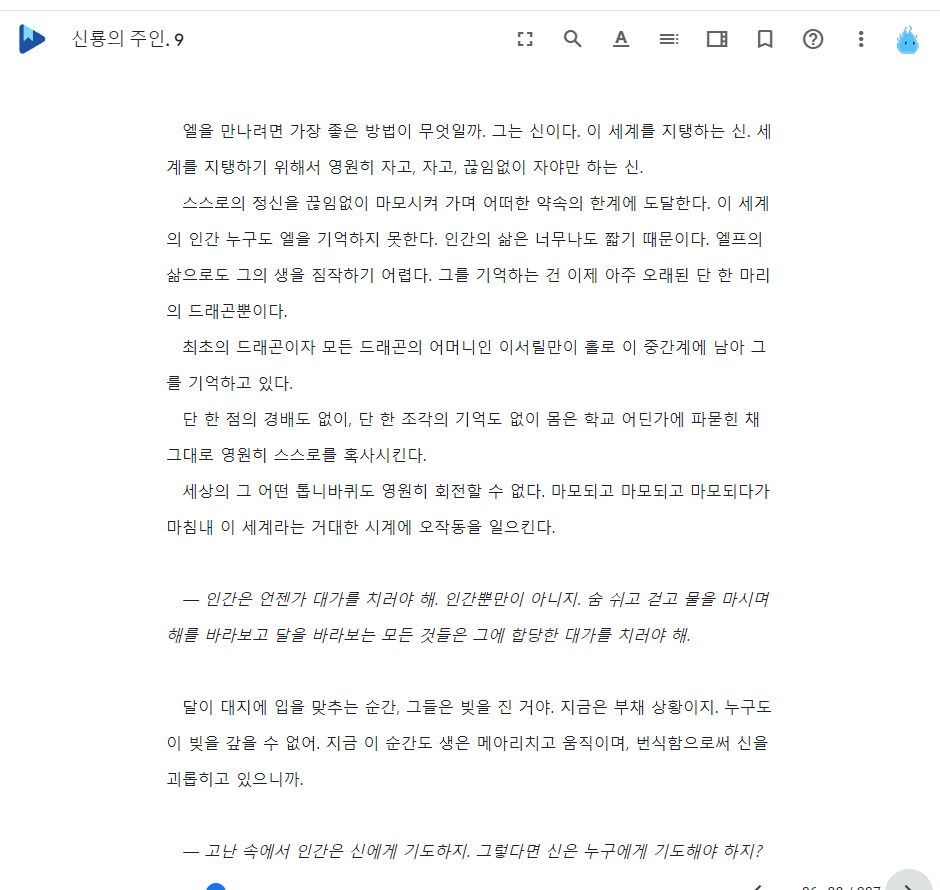 신룡의 주인. 9
엘을 만나려면 가장 좋은 방법이 무엇일까. 그는 신이다. 이 세계를 지탱하는 신. 세
계를 지탱하기 위해서 영원히 자고, 자고, 끊임없이 자야만 하는 신.
스스로의 정신을 끊임없이 마모시켜 가며 어떠한 약속의 한계에 도달한다. 이 세계
의 인간 누구도 엘을 기억하지 못한다. 인간의 삶은 너무나도 짧기 때문이다. 엘프의
삶으로도 그의 생을 짐작하기 어렵다. 그를 기억하는 건 이제 아주 오래된 단 한 마리
의 드래곤뿐이다.
최초의 드래곤이자 모든 드래곤의 어머니인 이서릴만이 홀로 이 중간계에 남아 그
를 기억하고 있다.
단 한 점의 경배도 없이, 단 한 조각의 기억도 없이 몸은 학교 어딘가에 파묻힌 채
그대로 영원히 스스로를 혹사시킨다.
세상의 그 어떤 톱니바퀴도 영원히 회전할 수 없다. 마모되고 마모되고 마모되다가
마침내 이 세계라는 거대한 시계에 오작동을 일으킨다.
― 인간은 언젠가 대가를 치러야 해. 인간뿐만이 아니지. 숨 쉬고 걷고 물을 마시며
해를 바라보고 달을 바라보는 모든 것들은 그에 합당한 대가를 치러야 해.
달이 대지에 입을 맞추는 순간, 그들은 빚을 진 거야. 지금은 부채 상황이지. 누구도
이 빚을 갚을 수 없어. 지금 이 순간도 생은 메아리치고 움직이며, 번식함으로써 신을
괴롭히고 있으니까.
― 고난 속에서 인간은 신에게 기도하지. 그렇다면 신은 누구에게 기도해야 하지?